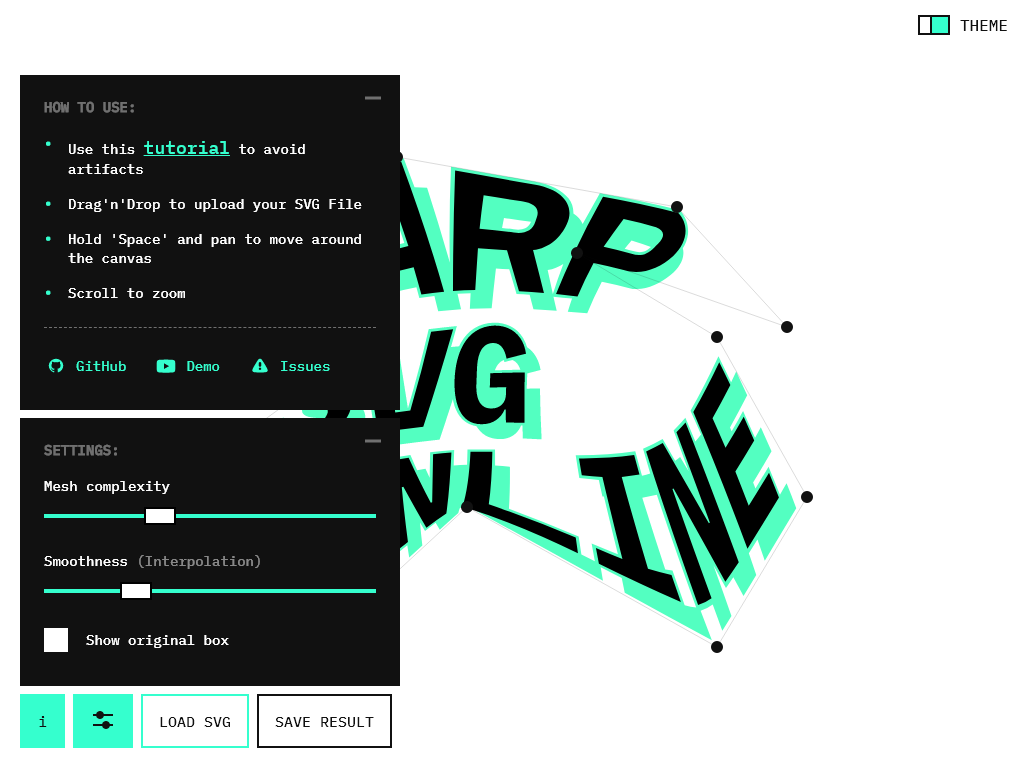 THEME
HOW TO USE:
Use this tutorial to avoid
artifacts
Drag'n'Drop to upload your SVG File
Hold 'Space' and pan to move around
the canvas
Scroll to zoom
GitHub
Demo
Issues
SETTINGS:
Mesh complexity
Smoothness (Interpolation)
Show original box
i
LOAD SVG
SAVE RESULT
ARP
VG
NLINE